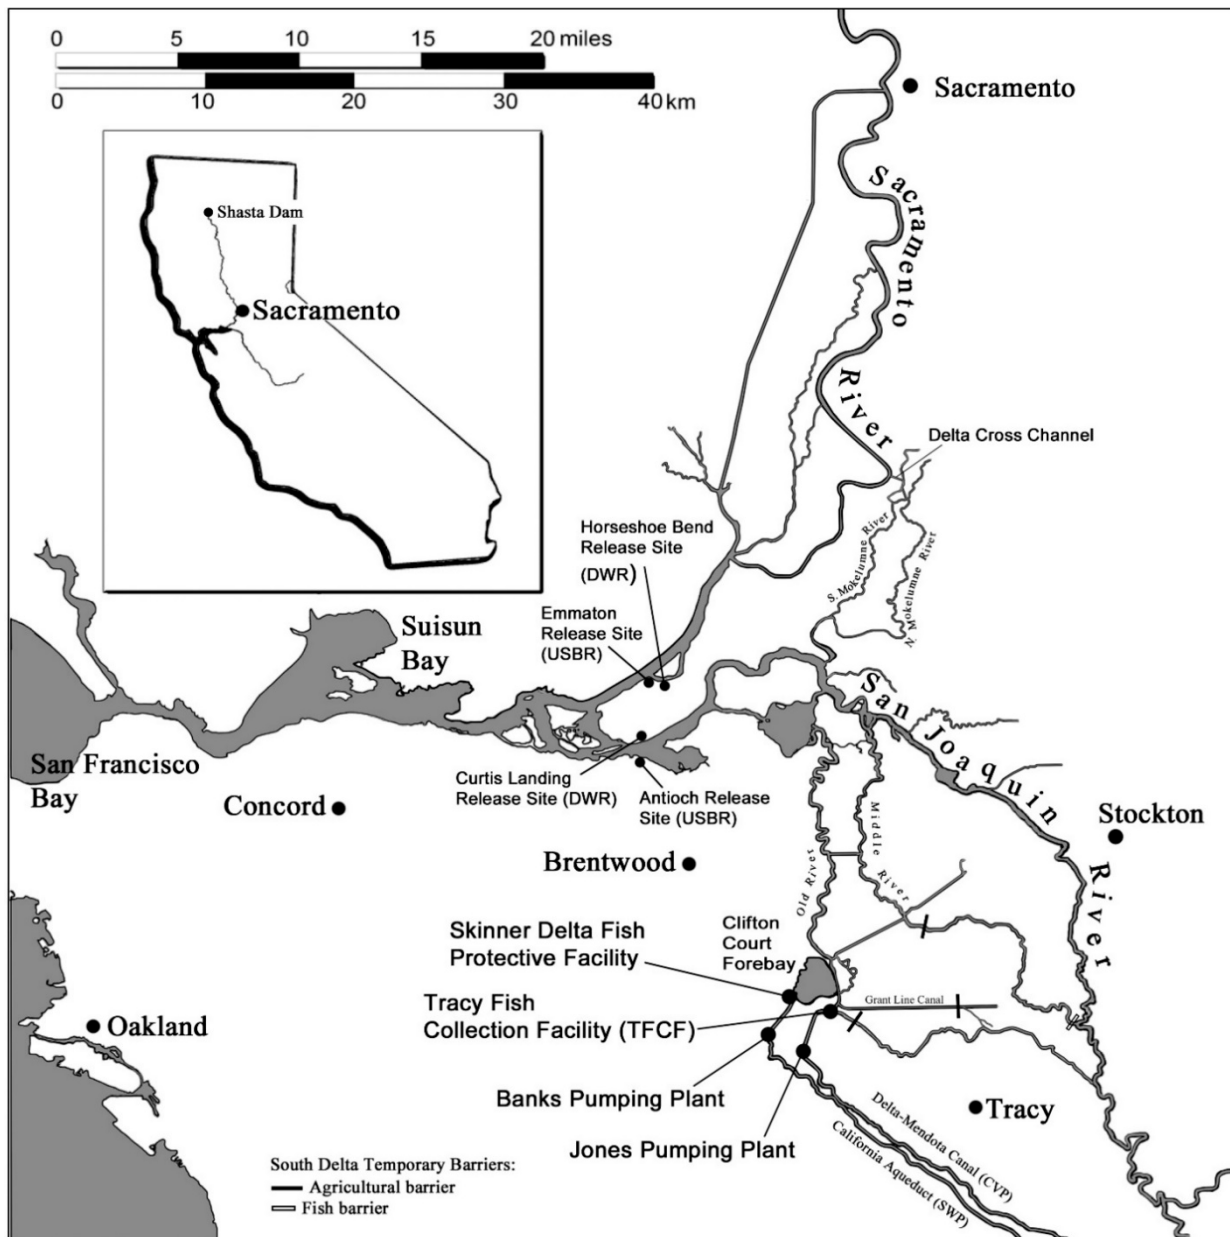 0 5 10 15 20 miles
0 10 20 30 40 km
Sacramento
Shasta Dam
Sacramento
Sacramento
River
Delta Cross Channel
Horseshoe Bend
Release Site
(DWR)
S. Mokelumne River
N. Mokelumne River
Emmaton
Release Site
(USBR)
Suisun
Bay
San Francisco
Bay
San
Joaquin
River
Curtis Landing
Release Site (DWR)
Antioch Release
Site (USBR)
Concord
Stockton
Brentwood
Old River
Middle
River
Skinner Delta Fish
Protective Facility
Clifton
Court
Forebay
Tracy Fish
Collection Facility (TFCF)
Grant Line Canal
Oakland
Banks Pumping Plant
Tracy
Jones Pumping Plant
Delta-Mendota Canal (CVP)
California Aqueduct (SWP)
South Delta Temporary Barriers:
Agricultural barrier
Fish barrier